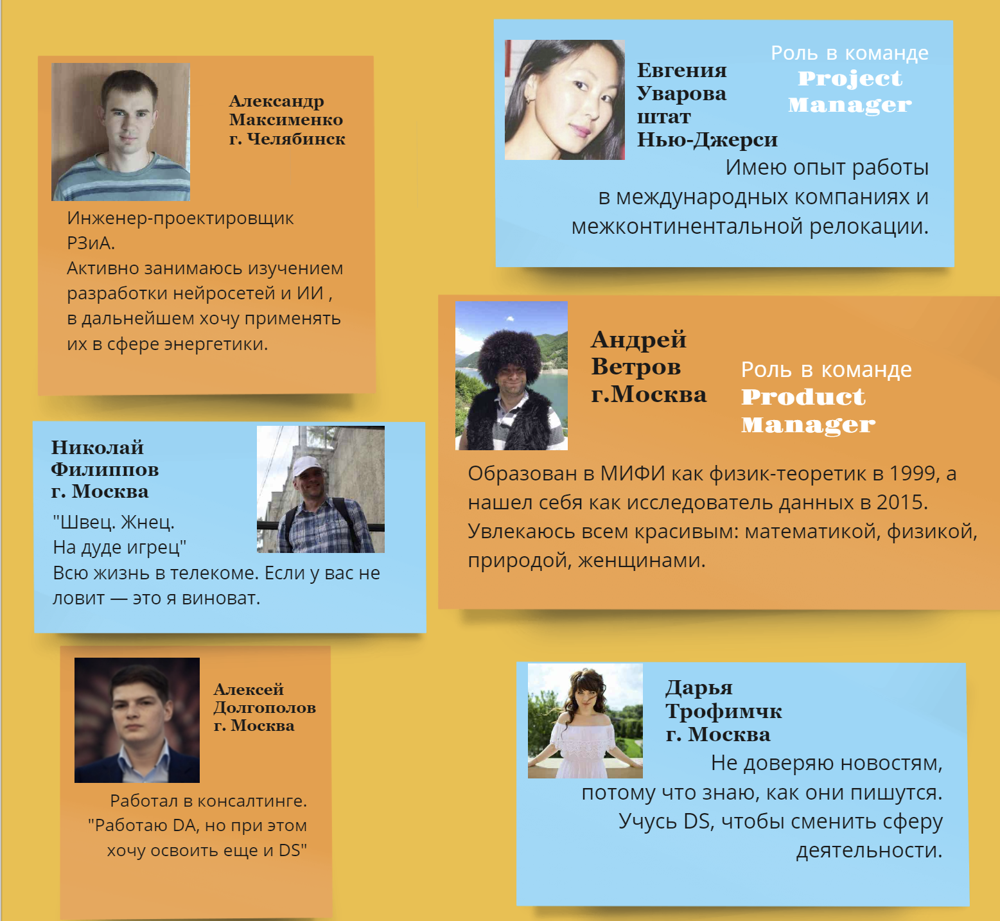 Александр
Максименко
г. Челябинск
Инженер-проектировщик
РЗиА.
Активно занимаюсь изучением
разработки нейросетей и ИИ ,
в дальнейшем хочу применять
их в сфере энергетики.
Евгения
Уварова
штат
Нью-Джерси
Роль в команде
Project
Manager
Имею опыт работы
в международных компаниях и
межконтинентальной релокации.
Андрей
Ветров
г.Москва
Роль в команде
Product
Manager
Образован в МИФИ как физик-теоретик в 1999, а
нашел себя как исследователь данных в 2015.
Увлекаюсь всем красивым: математикой, физикой,
природой, женщинами.
Николай
Филиппов
г. Москва
"Швец. Жнец.
На дуде игрец"
Всю жизнь в телекоме. Если у вас не
ловит — это я виноват.
Алексей
Долгополов
г. Москва
Работал в консалтинге.
"Работаю DA, но при этом
хочу освоить еще и DS"
Дарья
Трофимчк
г. Москва
Не доверяю новостям,
потому что знаю, как они пишутся.
Учусь DS, чтобы сменить сферу
деятельности.